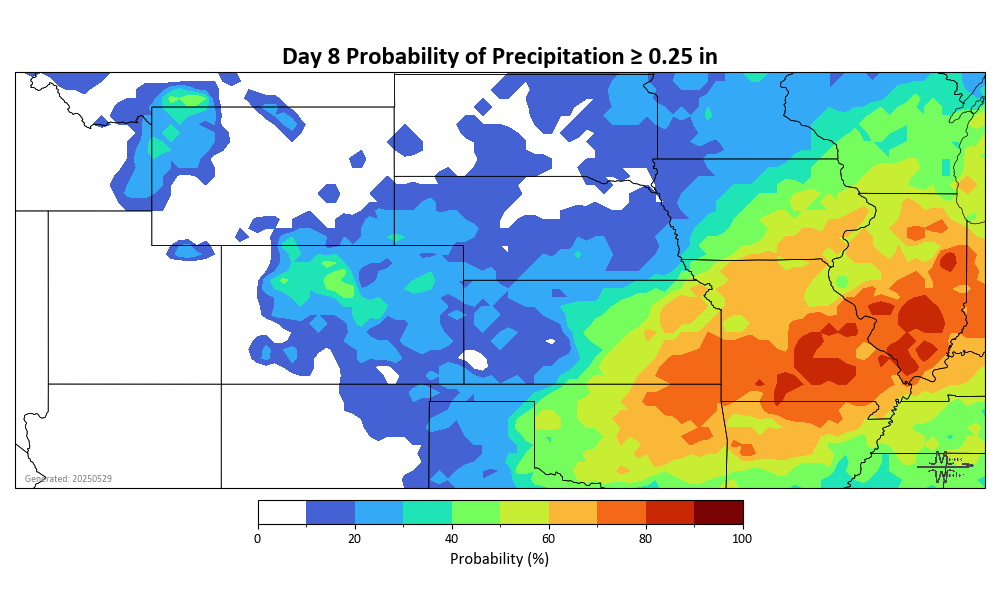 Day 8 Probability of Precipitation ≥ 0.25 in
Generated: 20250529
0 20 40 60 80 100
Probability (%)